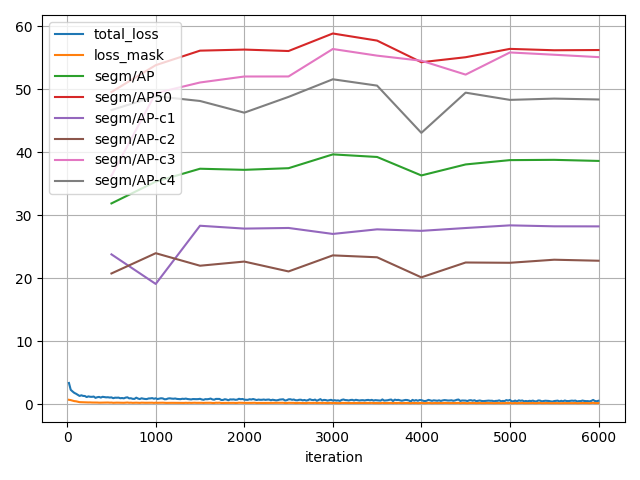 60
50
40
30
20
10
0
total_loss
loss_mask
segm/AP
segm/AP50
segm/AP-c1
segm/AP-c2
segm/AP-c3
segm/AP-c4
0 1000 2000 3000 4000 5000 6000
iteration